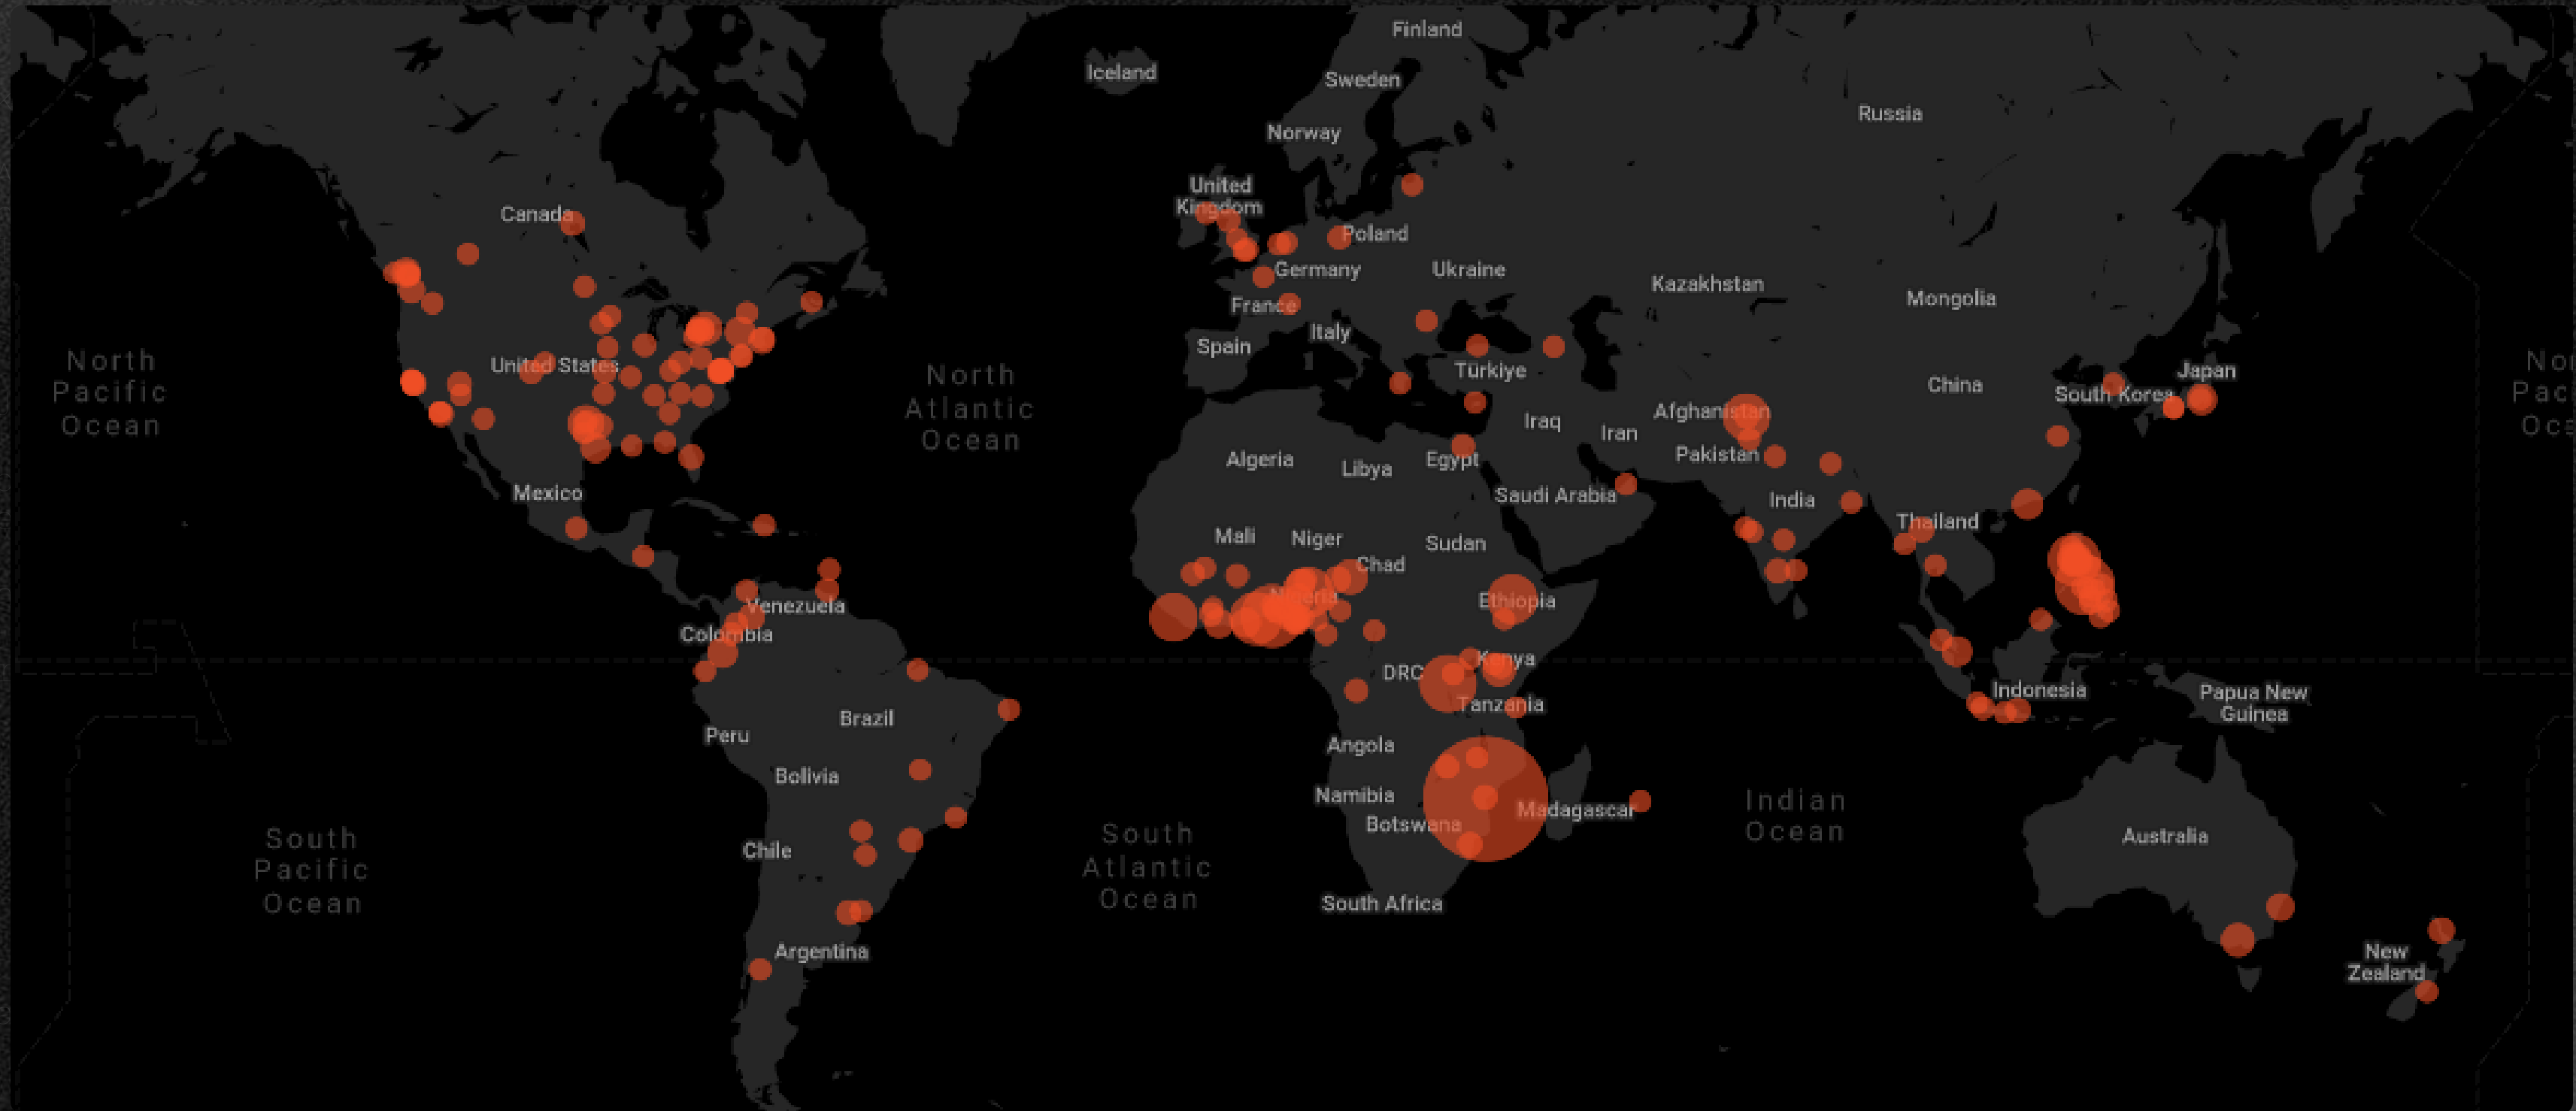 Finland
Iceland
Sweden
Russia
Norway
United
Kingdom
Canada
Poland
Germany
Ukraine
Kazakhstan
Mongolia
France
Italy
Spain
Türkiye
United States
North
Pacific
Ocean
North
Atlantic
Ocean
China
Japan
South Korea
Afghanistan
Iraq
Iran
Pakistan
Algeria
Libya
Egypt
Saudi Arabia
India
Mexico
Thailand
Mali
Niger
Sudan
Chad
Nigeria
Ethiopia
Venezuela
Colombia
Kenya
DRC
Tanzania
Indonesia
Papua New
Guinea
Brazil
Peru
Angola
Bolivia
Namibia
Madagascar
Botswana
Indian
Ocean
Australia
Chile
South
Pacific
Ocean
South
Atlantic
Ocean
South Africa
Argentina
New
Zealand